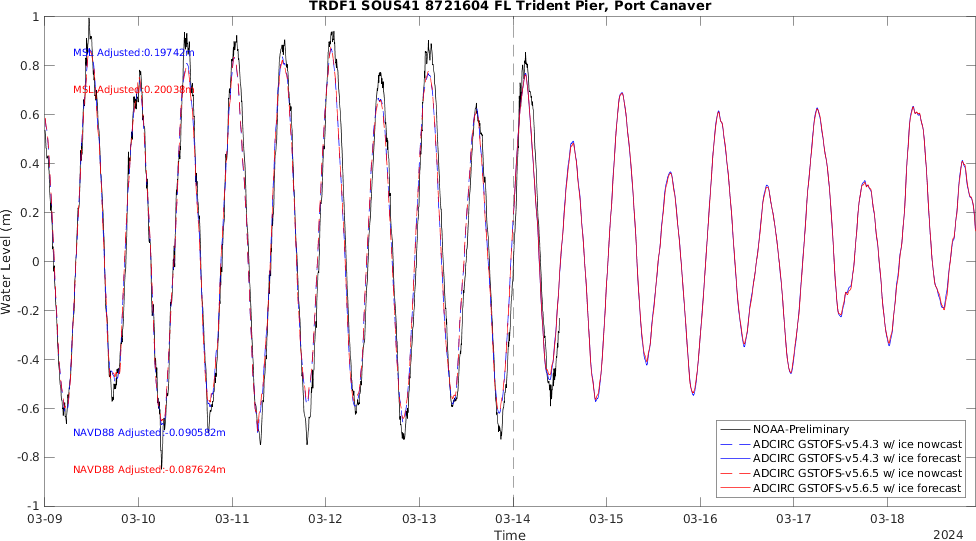 TRDF1 SOUS41 8721604 FL Trident Pier, Port Canaver
1
0.8
0.6
0.4
0.2
0
-0.2
-0.4
-0.6
-0.8
-1
Water Level (m)
MSL Adjusted:0.19742m
MSL Adjusted:0.20038m
NAVD88 Adjusted:-0.090582m
NAVD88 Adjusted:-0.087624m
NOAA-Preliminary
ADCIRC GSTOFS-v5.4.3 w/ ice nowcast
ADCIRC GSTOFS-v5.4.3 w/ ice forecast
ADCIRC GSTOFS-v5.6.5 w/ ice nowcast
ADCIRC GSTOFS-v5.6.5 w/ ice forecast
03-09 03-10 03-11 03-12 03-13 03-14 03-15 03-16 03-17 03-18
Time
2024